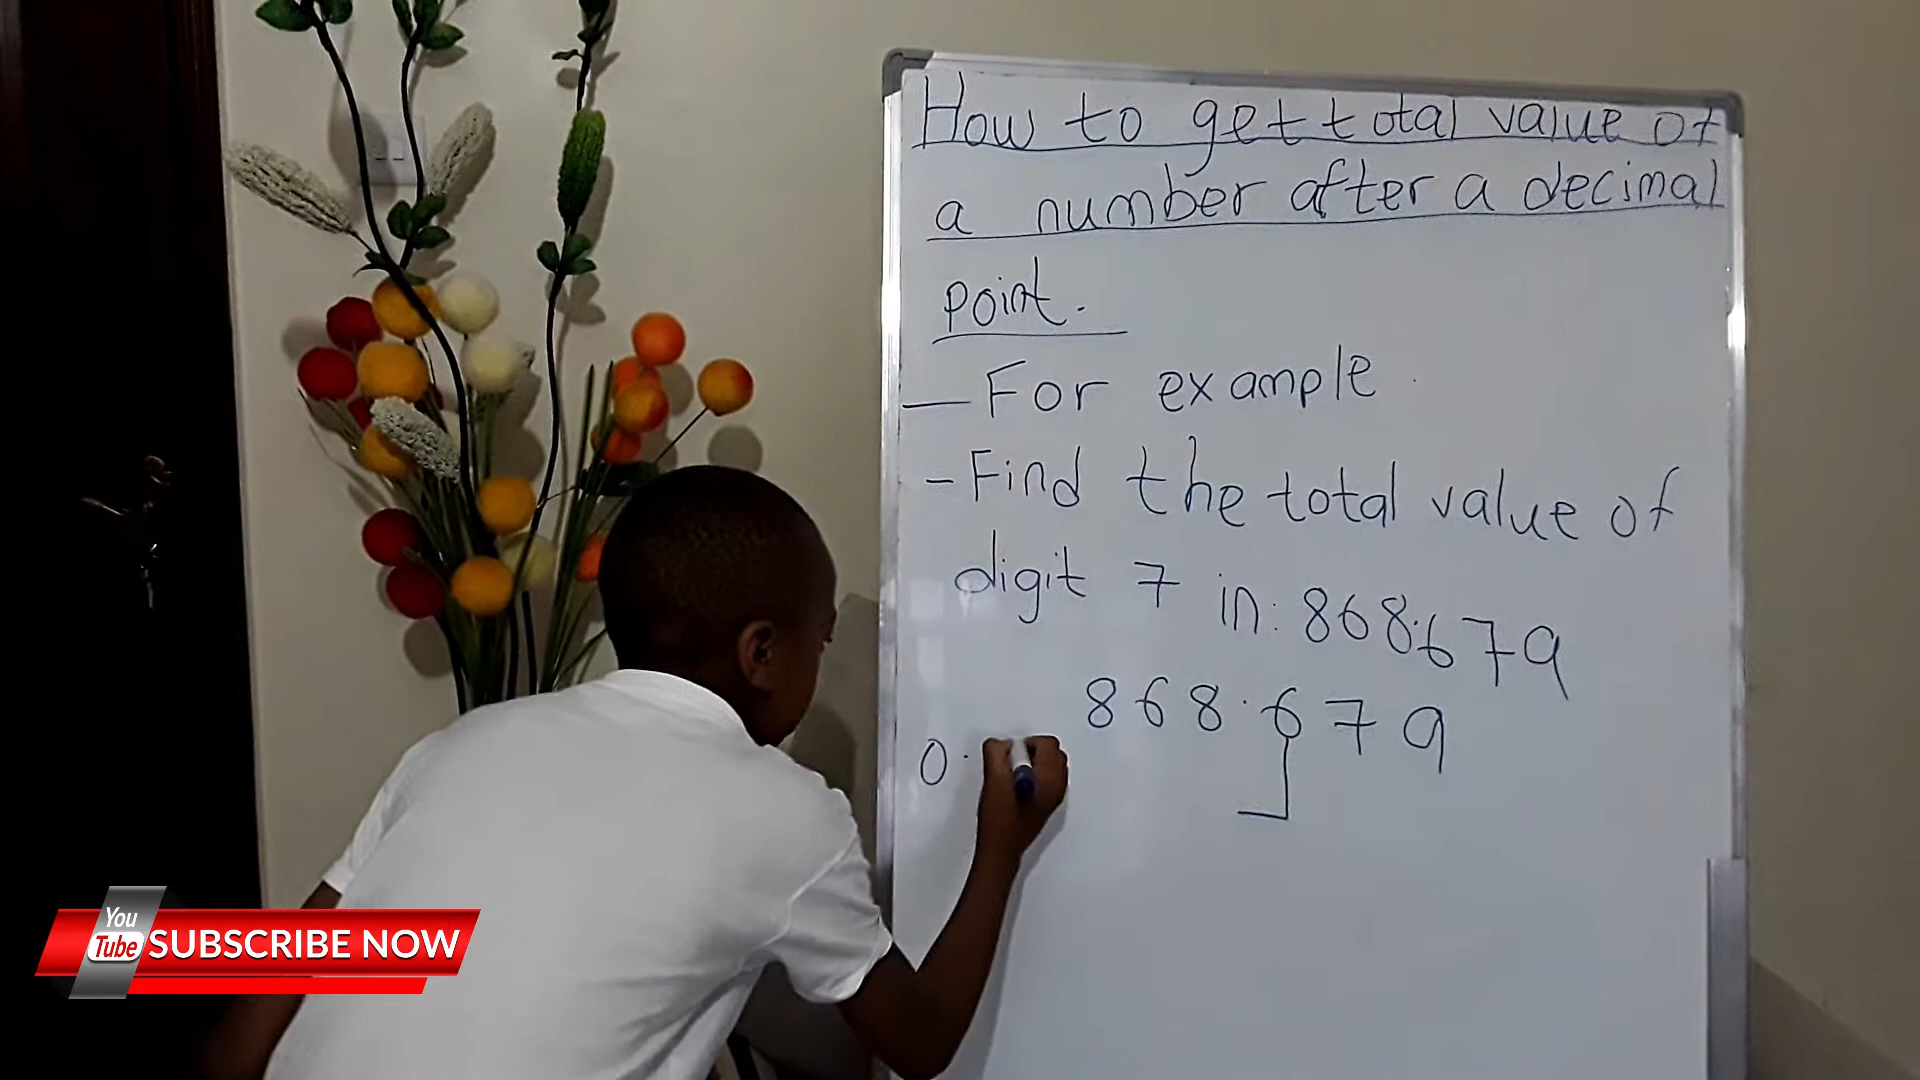 How to get total value of
a number after a decimal
point.
- For example
- Find the total value of
digit 7 in: 868.679
868.679
0.
You
Tube
SUBSCRIBE NOW